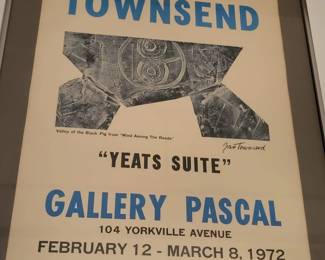 TOWNSEND
Valley of the Black Pig from "Wind Among The Reeds"
Jan Townsend
"YEATS SUITE"
GALLERY PASCAL
104 YORKVILLE AVENUE
FEBRUARY 12 - MARCH 8, 1972